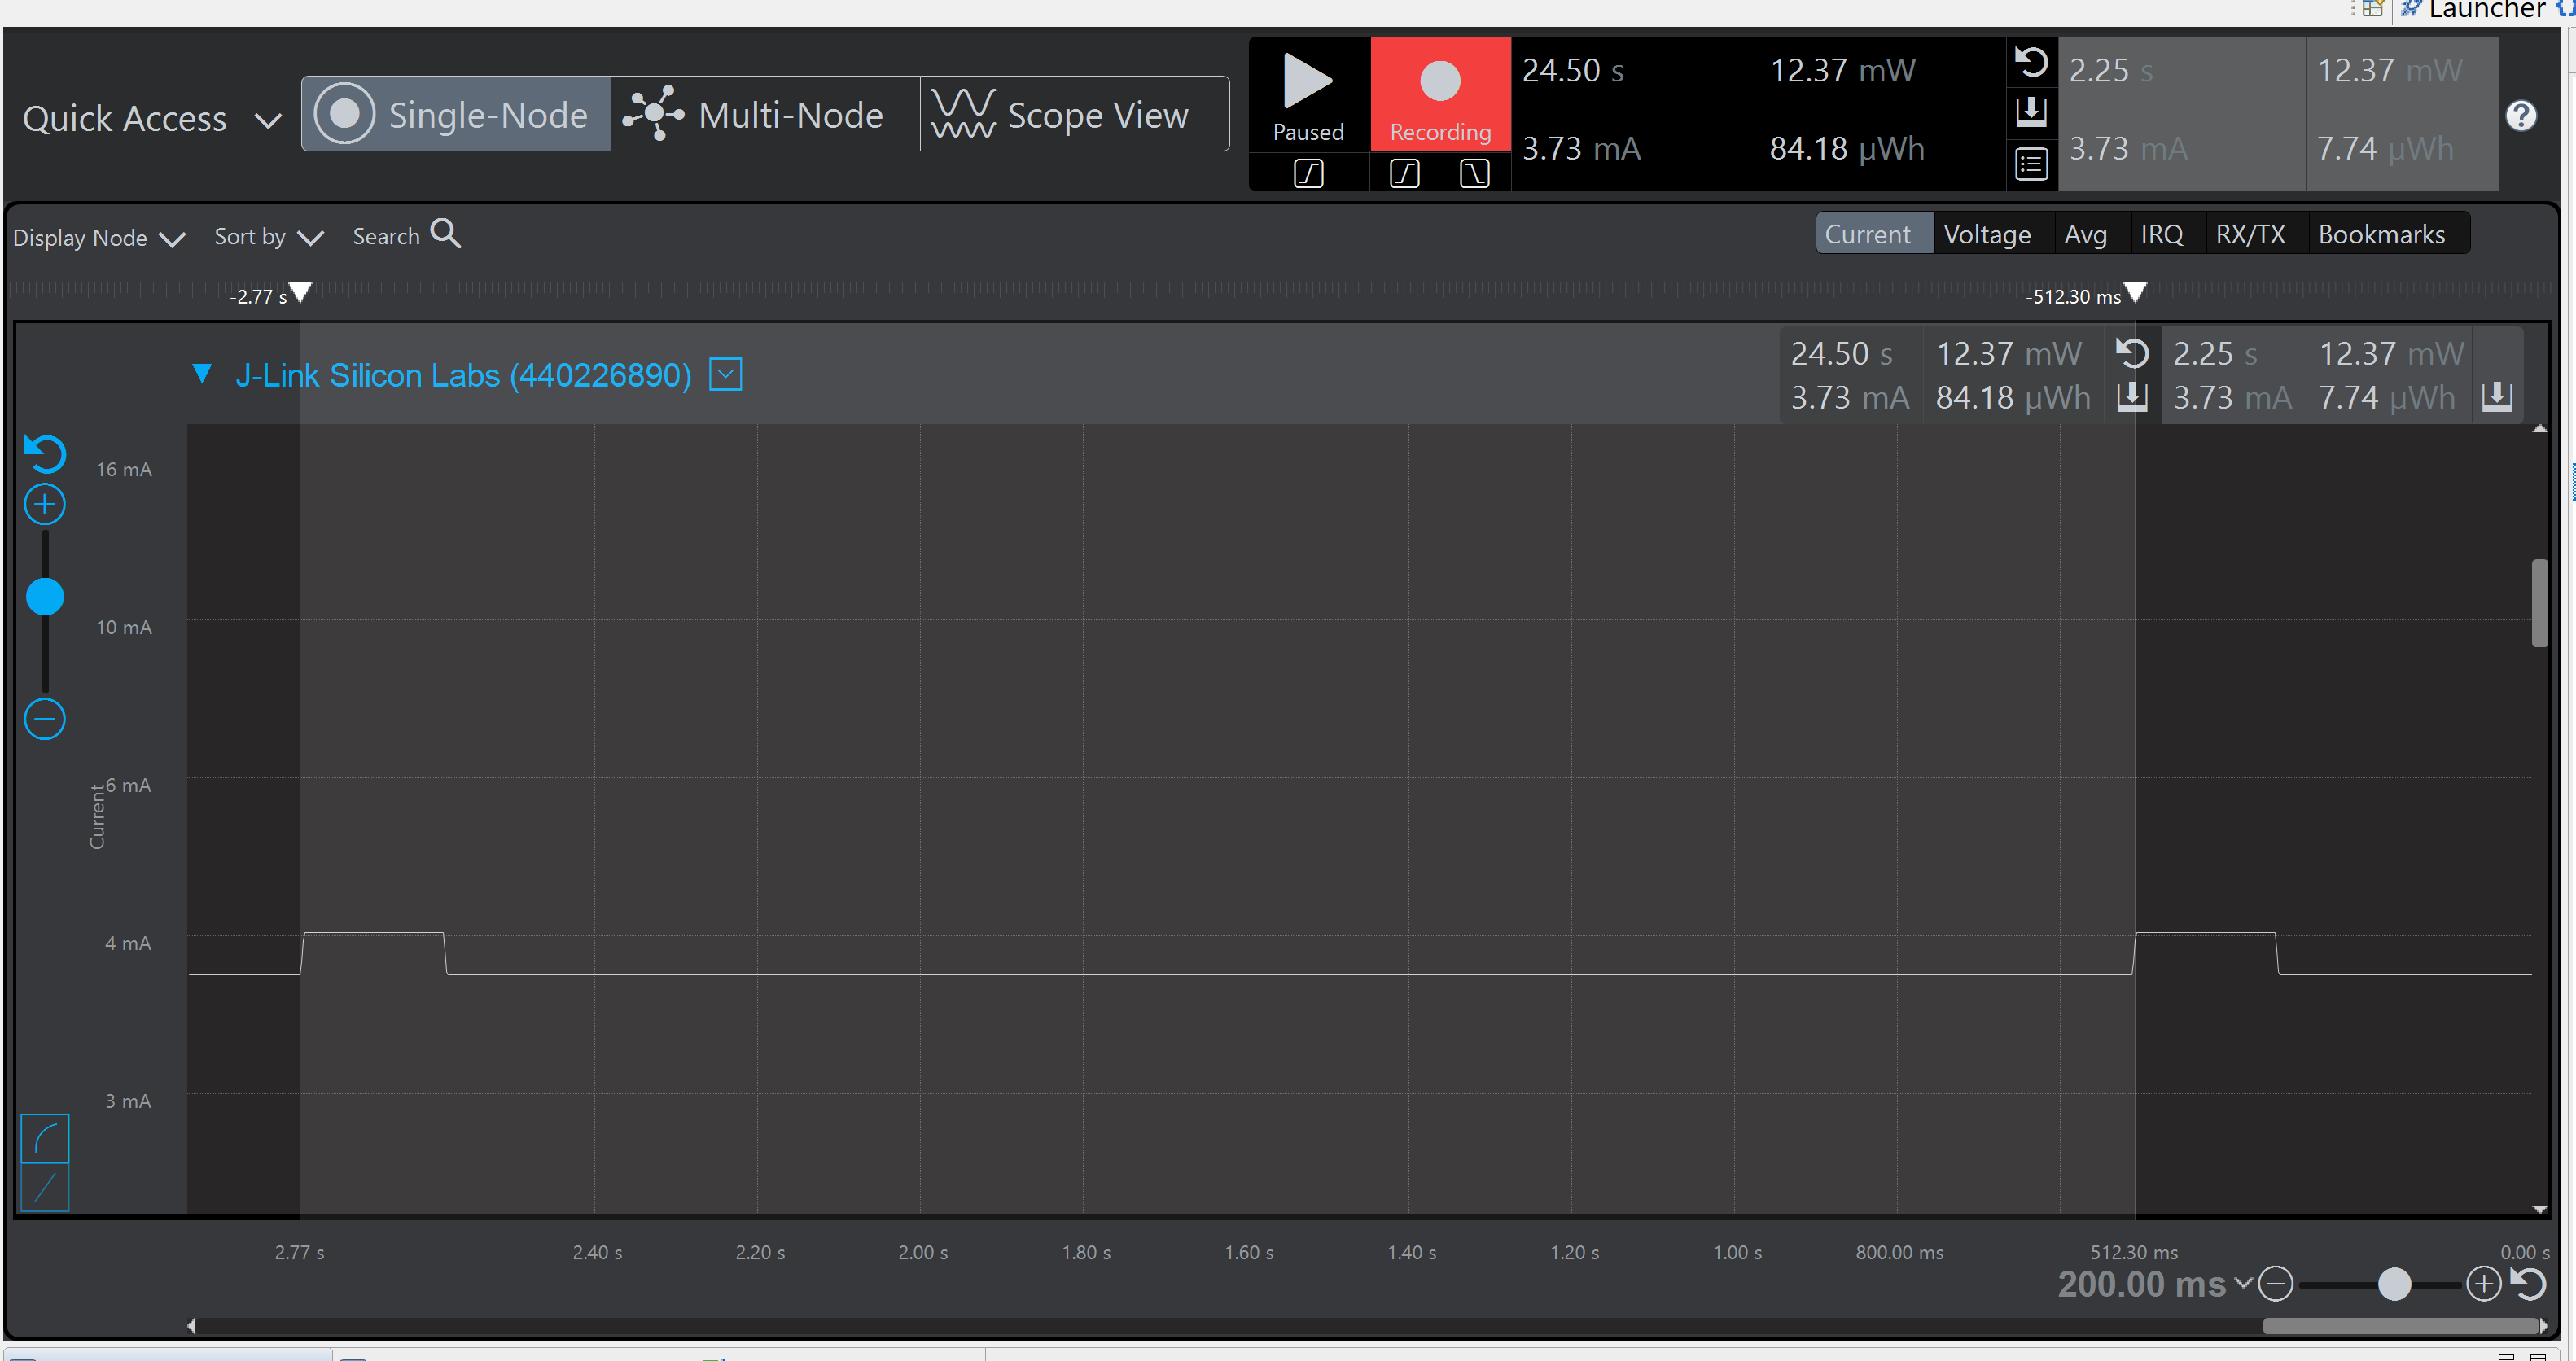 Launcher
Quick Access
Single-Node
Multi-Node
Scope View
Paused
Recording
24.50 s
12.37 mW
3.73 mA
84.18 µWh
2.25 s
12.37 mW
3.73 mA
7.74 µWh
?
Display Node
Sort by
Search
Current
Voltage
Avg
IRQ
RX/TX
Bookmarks
-2.77 s
-512.30 ms
J-Link Silicon Labs (440226890)
24.50 s
12.37 mW
2.25 s
12.37 mW
3.73 mA
84.18 µWh
3.73 mA
7.74 µWh
16 mA
10 mA
6 mA
Current
4 mA
3 mA
-2.77 s
-2.40 s
-2.20 s
-2.00 s
-1.80 s
-1.60 s
-1.40 s
-1.20 s
-1.00 s
-800.00 ms
-512.30 ms
0.00 s
200.00 ms